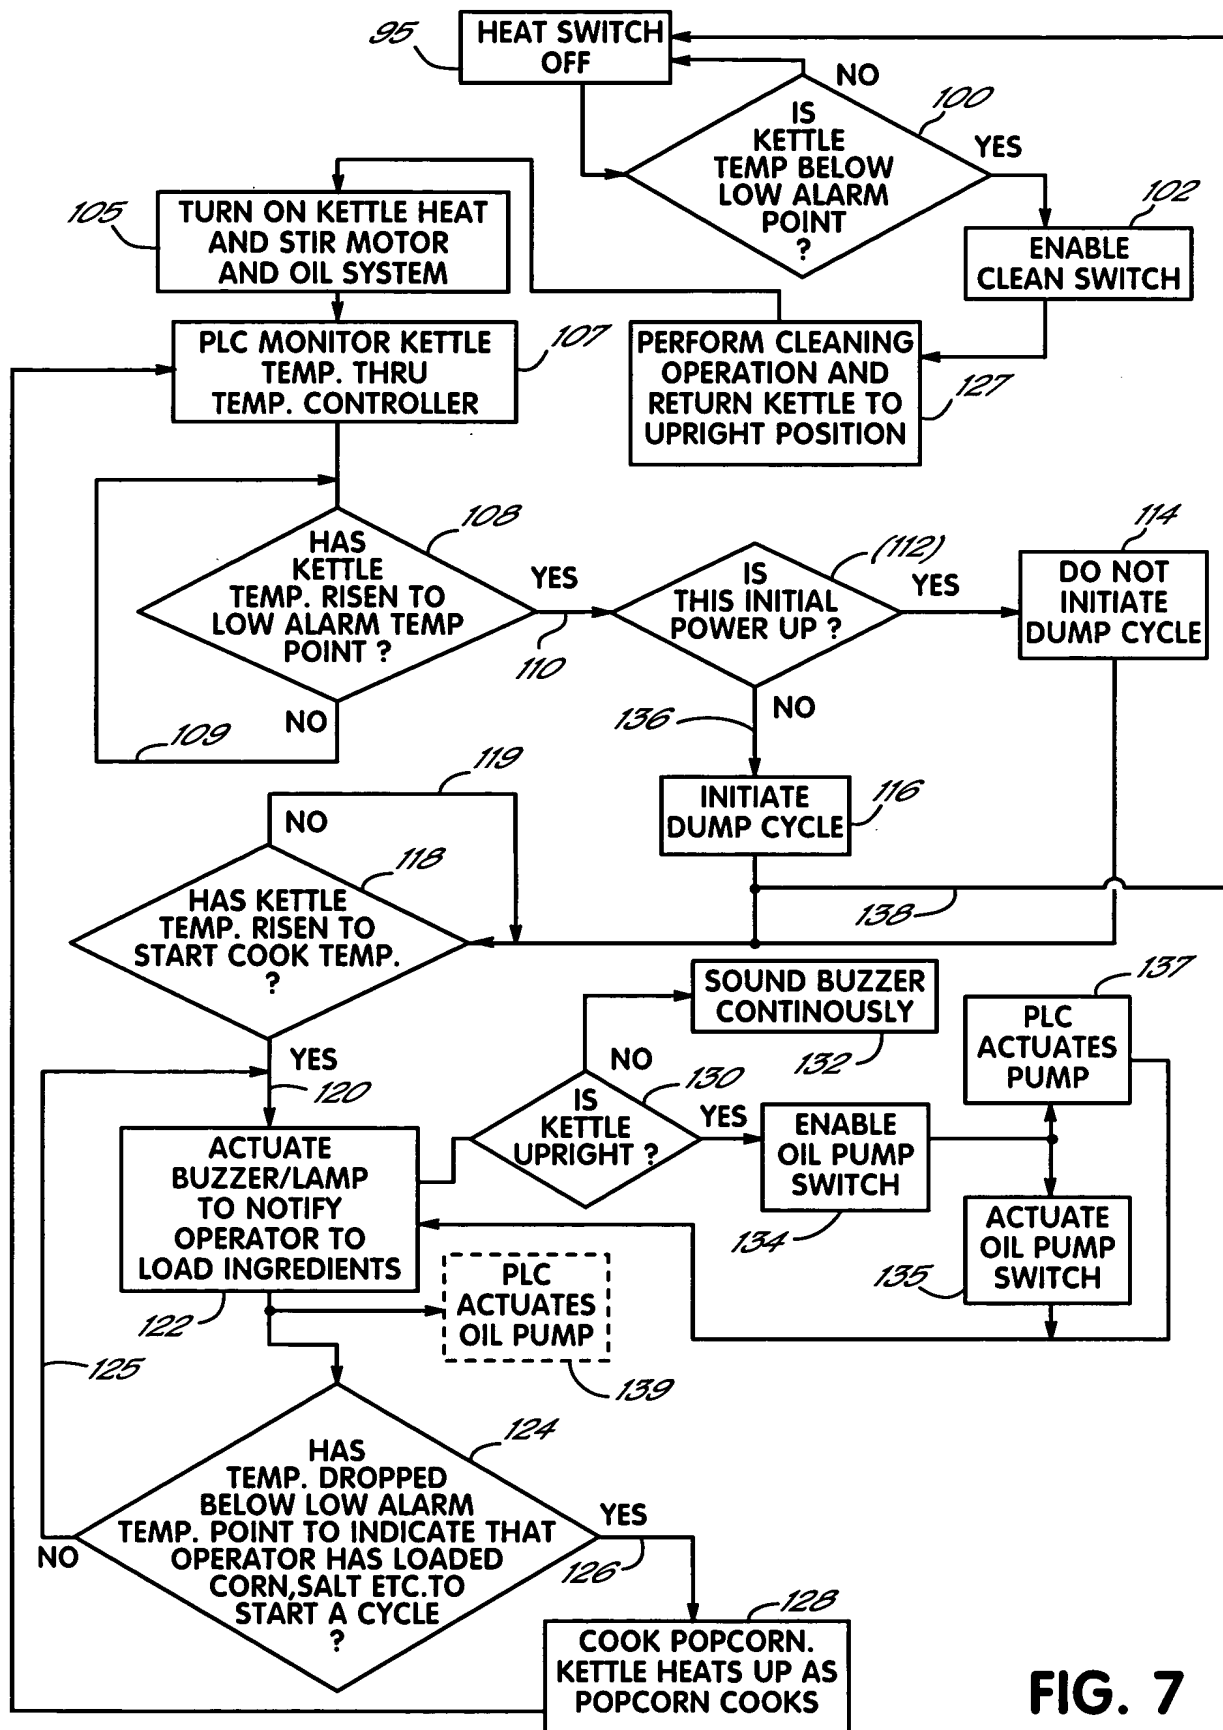 95
HEAT SWITCH
OFF
NO
100
IS
KETTLE
TEMP BELOW
LOW ALARM
POINT
?
YES
102
ENABLE
CLEAN SWITCH
105
TURN ON KETTLE HEAT
AND STIR MOTOR
AND OIL SYSTEM
107
PLC MONITOR KETTLE
TEMP. THRU
TEMP. CONTROLLER
PERFORM CLEANING
OPERATION AND
RETURN KETTLE TO
UPRIGHT POSITION
127
108
HAS
KETTLE
TEMP. RISEN TO
LOW ALARM TEMP
POINT ?
YES
110
NO
109
(112)
IS
THIS INITIAL
POWER UP ?
YES
114
DO NOT
INITIATE
DUMP CYCLE
136
NO
INITIATE
DUMP CYCLE
116
138
119
NO
118
HAS KETTLE
TEMP. RISEN TO
START COOK TEMP.
?
YES
120
SOUND BUZZER
CONTINOUSLY
132
NO
130
IS
KETTLE
UPRIGHT ?
YES
ENABLE
OIL PUMP
SWITCH
134
137
PLC
ACTUATES
PUMP
ACTUATE
OIL PUMP
SWITCH
135
ACTUATE
BUZZER/LAMP
TO NOTIFY
OPERATOR TO
LOAD INGREDIENTS
122
PLC
ACTUATES
OIL PUMP
139
125
124
HAS
TEMP. DROPPED
BELOW LOW ALARM
TEMP. POINT TO INDICATE THAT
OPERATOR HAS LOADED
CORN,SALT ETC.TO
START A CYCLE
?
NO
YES
126
128
COOK POPCORN.
KETTLE HEATS UP AS
POPCORN COOKS
FIG. 7